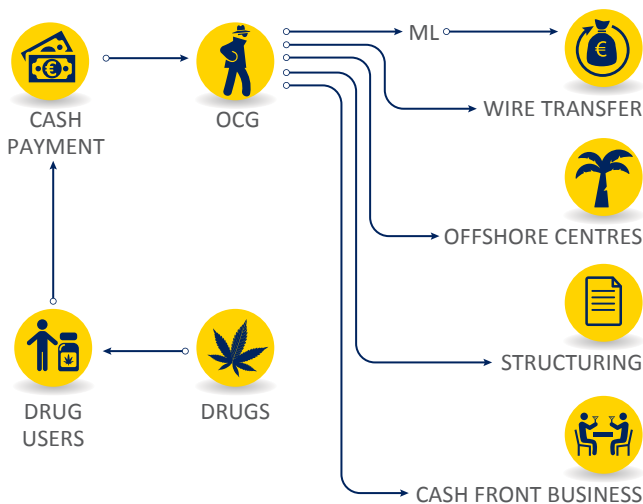 ML
CASH
PAYMENT
OCG
WIRE TRANSFER
OFFSHORE CENTRES
STRUCTURING
DRUG
USERS
DRUGS
CASH FRONT BUSINESS